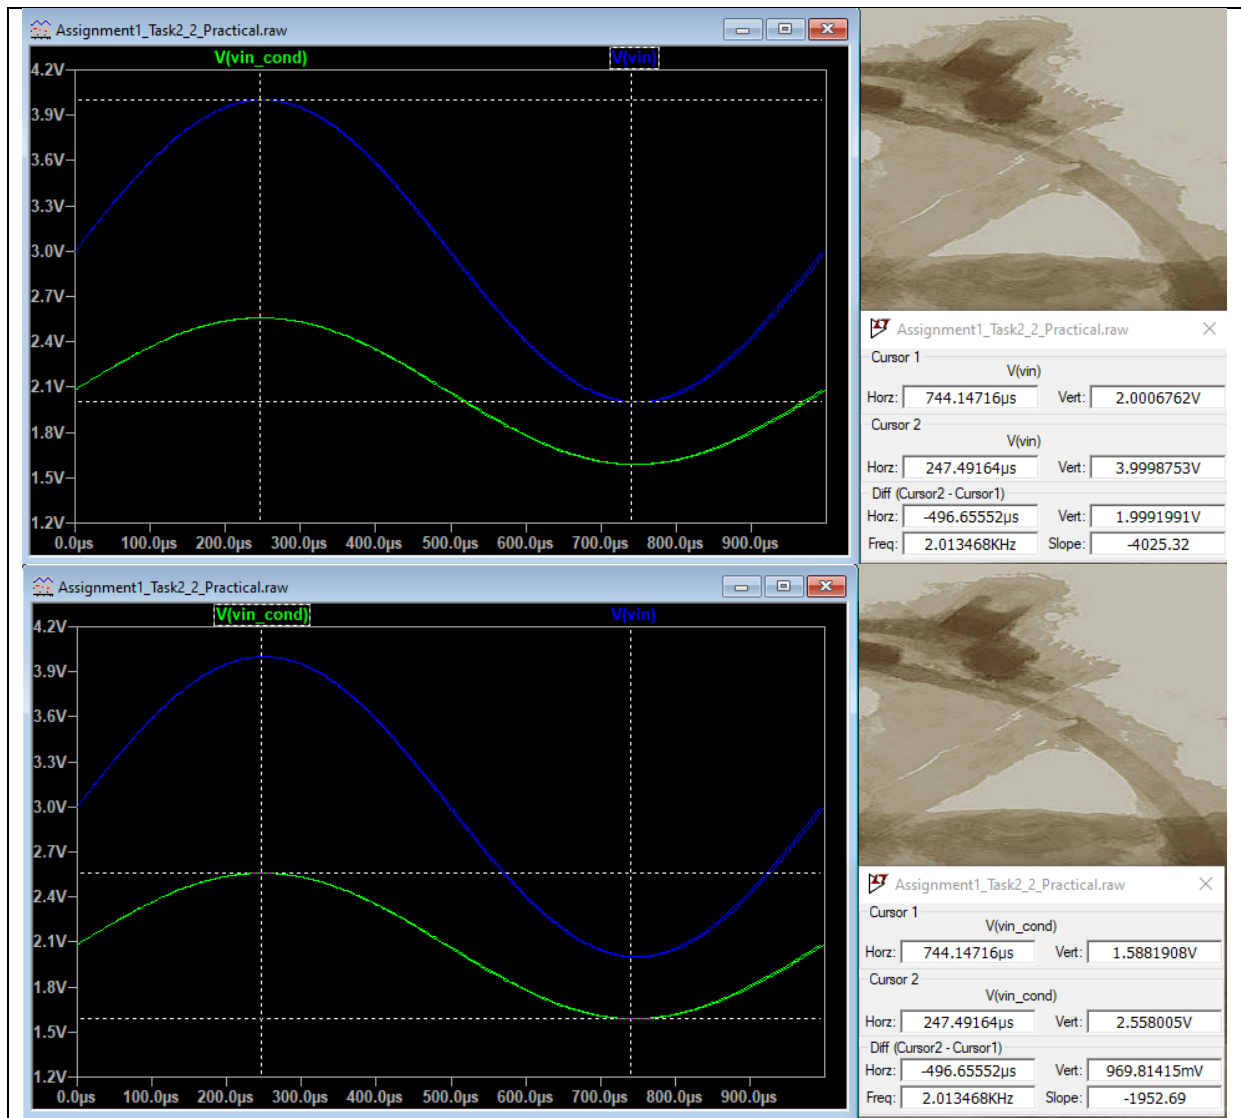 Assignment1_Task2_2_Practical.raw
V(vin_cond) V(vin)
4.2V
3.9V
3.6V
3.3V
3.0V
2.7V
2.4V
2.1V
1.8V
1.5V
1.2V
0.0µs 100.0µs 200.0µs 300.0µs 400.0µs 500.0µs 600.0µs 700.0µs 800.0µs 900.0µs
Assignment1_Task2_2_Practical.raw
Cursor 1
V(vin)
Horz: 744.14716µs Vert: 2.0006762V
Cursor 2
V(vin)
Horz: 247.49164µs Vert: 3.9998753V
Diff (Cursor2 - Cursor1)
Horz: -496.65552µs Vert: 1.9991991V
Freq: 2.013468KHz Slope: -4025.32
Assignment1_Task2_2_Practical.raw
V(vin_cond) V(vin)
4.2V
3.9V
3.6V
3.3V
3.0V
2.7V
2.4V
2.1V
1.8V
1.5V
1.2V
0.0µs 100.0µs 200.0µs 300.0µs 400.0µs 500.0µs 600.0µs 700.0µs 800.0µs 900.0µs
Assignment1_Task2_2_Practical.raw
Cursor 1
V(vin_cond)
Horz: 744.14716µs Vert: 1.5881908V
Cursor 2
V(vin_cond)
Horz: 247.49164µs Vert: 2.558005V
Diff (Cursor2 - Cursor1)
Horz: -496.65552µs Vert: 969.81415mV
Freq: 2.013468KHz Slope: -1952.69